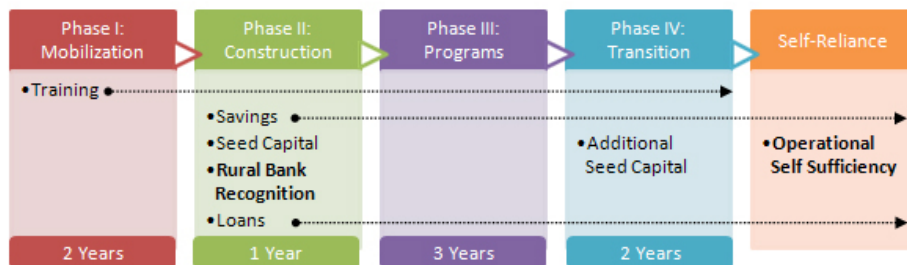 Phase I:
Mobilization
Phase II:
Construction
Phase III:
Programs
Phase IV:
Transition
Self-Reliance
•Training
•Savings
•Seed Capital
•Rural Bank
Recognition
•Loans
•Additional
Seed Capital
•Operational
Self Sufficiency
2 Years
1 Year
3 Years
2 Years